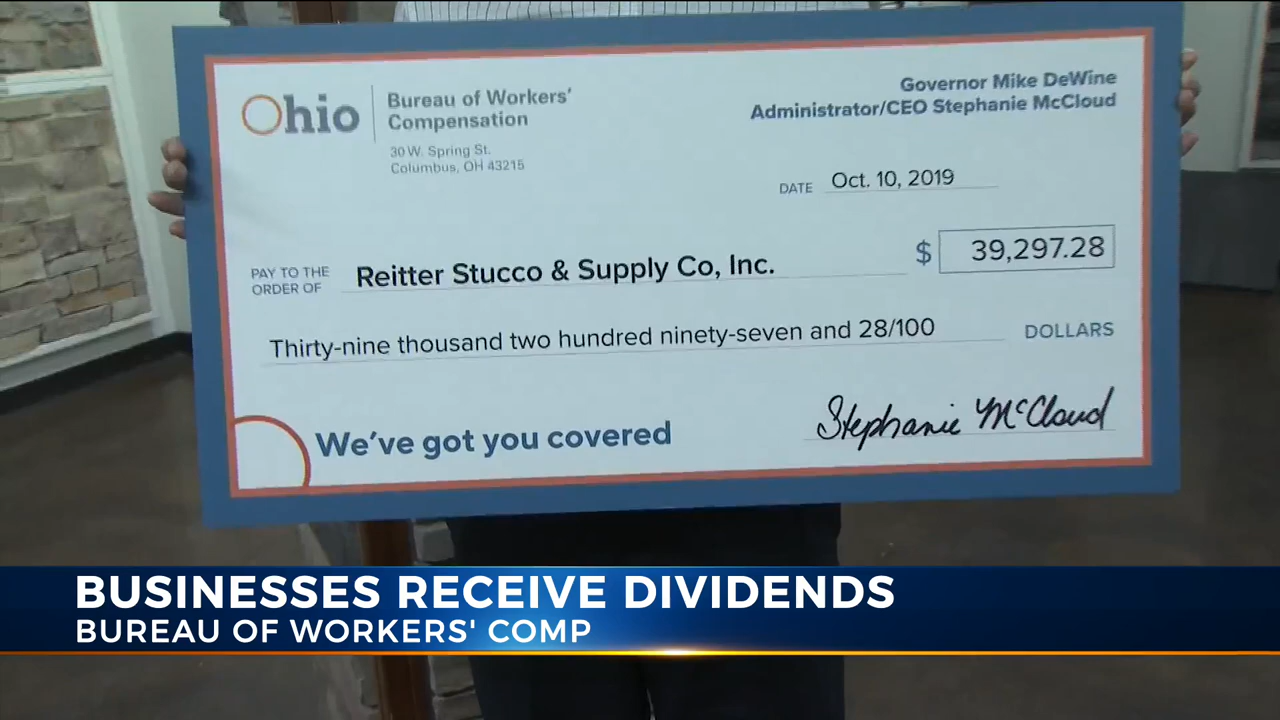 Ohio
Bureau of Workers'
Compensation
30 W. Spring St.
Columbus, OH 43215
Governor Mike DeWine
Administrator/CEO Stephanie McCloud
DATE Oct. 10, 2019
PAY TO THE
ORDER OF
Reitter Stucco & Supply Co, Inc.
$ 39,297.28
Thirty-nine thousand two hundred ninety-seven and 28/100 DOLLARS
We've got you covered
Stephanie McCloud
BUSINESSES RECEIVE DIVIDENDS
BUREAU OF WORKERS' COMP